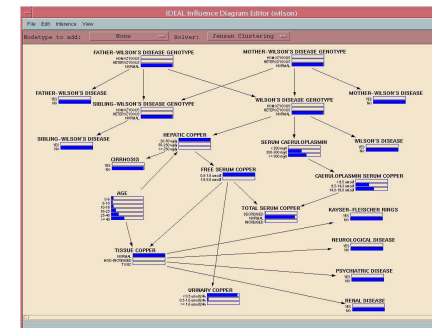 IDEAL Influence Diagram Editor (wilson)
File Edit Inference View
Nodetype to add: None Solver: Jensen Clustering
FATHER-WILSON'S DISEASE GENOTYPE
HOMOZYGOUS
HETEROZYGOUS
NORMAL
MOTHER-WILSON'S DISEASE GENOTYPE
HOMOZYGOUS
HETEROZYGOUS
NORMAL
FATHER-WILSON'S DISEASE
YES
NO
SIBLING-WILSON'S DISEASE GENOTYPE
HOMOZYGOUS
HETEROZYGOUS
NORMAL
WILSON'S DISEASE GENOTYPE
HOMOZYGOUS
HETEROZYGOUS
NORMAL
MOTHER-WILSON'S DISEASE
YES
NO
SIBLING-WILSON'S DISEASE
YES
NO
HEPATIC COPPER
SERUM CAERULOPLASMIN
WILSON'S DISEASE
YES
NO
CIRRHOSIS
YES
NO
FREE SERUM COPPER
CAERULOPLASMIN SERUM COPPER
AGE
TOTAL SERUM COPPER
DECREASED
NORMAL
INCREASED
KAYSER-FLEISCHER RINGS
YES
NO
NEUROLOGICAL DISEASE
YES
NO
TISSUE COPPER
NORMAL
TOXIC
PSYCHIATRIC DISEASE
YES
NO
URINARY COPPER
RENAL DISEASE
YES
NO